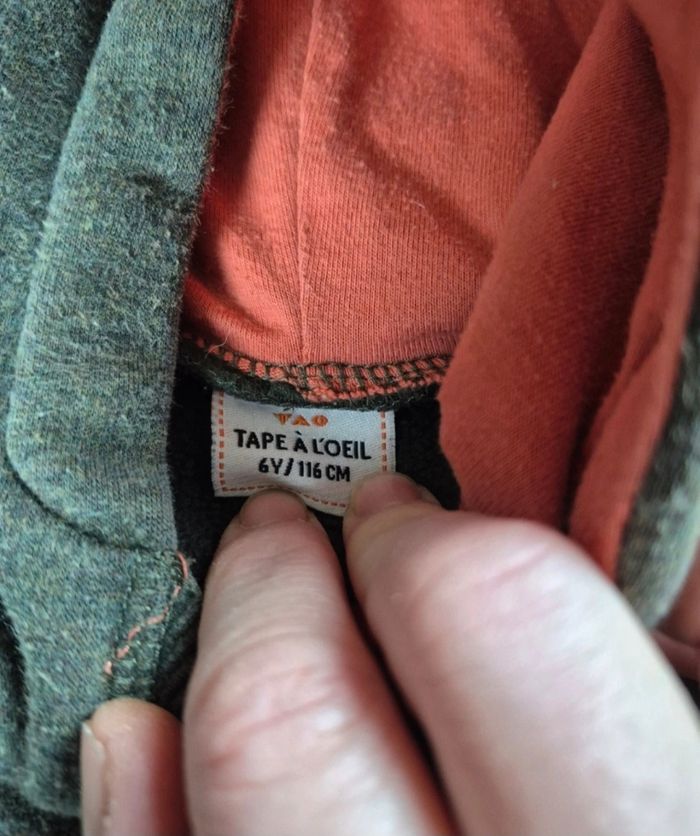 TAO
TAPE À L'OEIL
6Y/116 CM